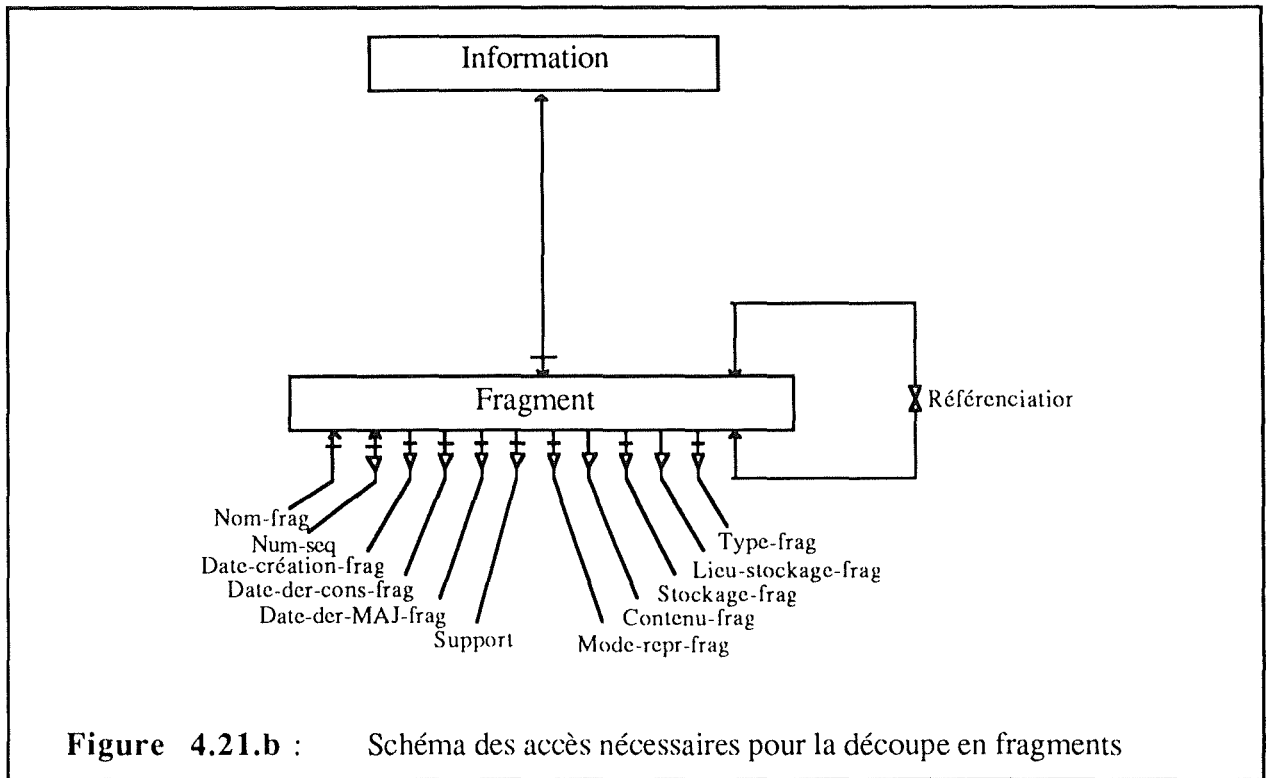 Information
Fragment
Référenciatior
Nom-frag
Num-seq
Date-création-frag
Date-der-cons-frag
Date-der-MAJ-frag
Support
Type-frag
Lieu-stockage-frag
Stockage-frag
Contenu-frag
Mode-repr-frag
Figure 4.21.b : Schéma des accès nécessaires pour la découpe en fragments